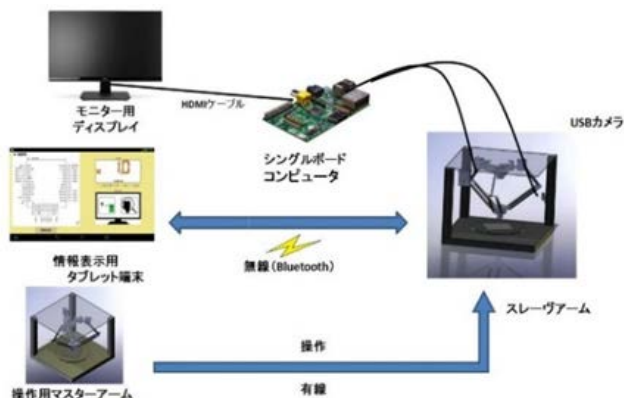 モニター用
ディスプレイ
HDMIケーブル
シングルボード
コンピュータ
USBカメラ
情報表示用
タブレット端末
無線(Bluetooth)
スレーヴアーム
操作用マスターアーム
操作
有線